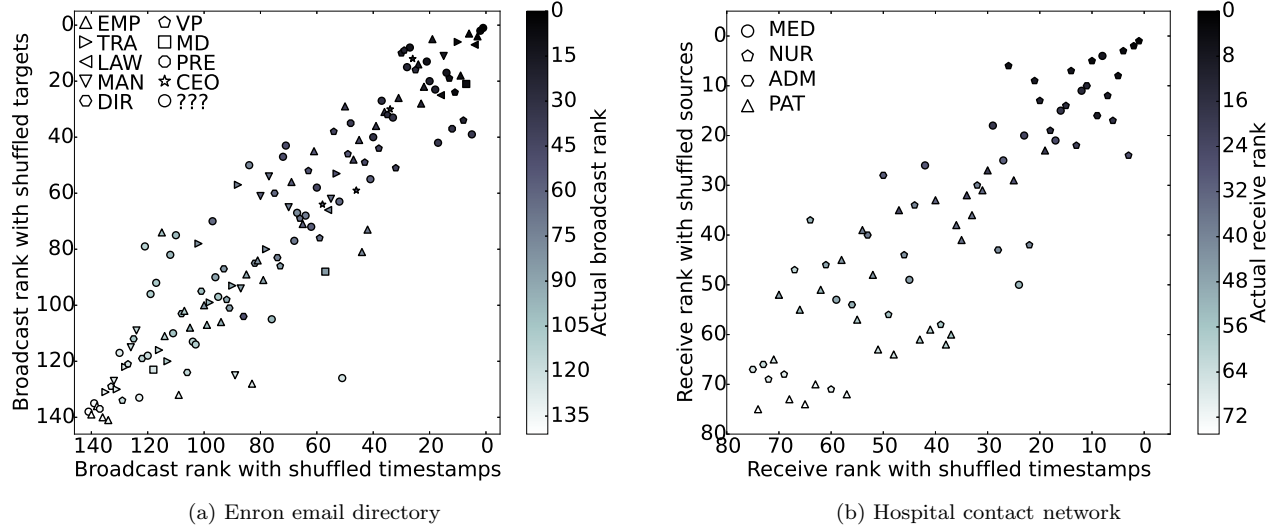 EMP VP
TRA MD
LAW PRE
MAN CEO
DIR ???
0
20
40
60
80
100
120
140
Broadcast rank with shuffled targets
140 120 100 80 60 40 20 0
Broadcast rank with shuffled timestamps
0
15
30
45
60
75
90
105
120
135
Actual broadcast rank
(a) Enron email directory
MED
NUR
ADM
PAT
0
10
20
30
40
50
60
70
80
Receive rank with shuffled sources
80 70 60 50 40 30 20 10 0
Receive rank with shuffled timestamps
0
8
16
24
32
40
48
56
64
72
Actual receive rank
(b) Hospital contact network